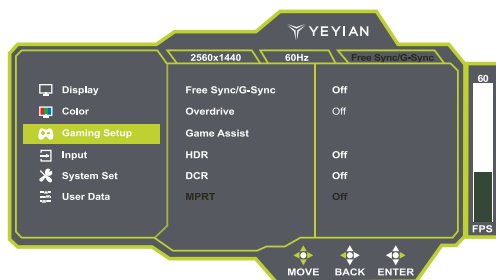 YEYIAN
2560x1440 60Hz Free Sync/G-Sync
60
Display
Color
Gaming Setup
Input
System Set
User Data
Free Sync/G-Sync Off
Overdrive Off
Game Assist
HDR Off
DCR Off
MPRT Off
FPS
MOVE BACK ENTER